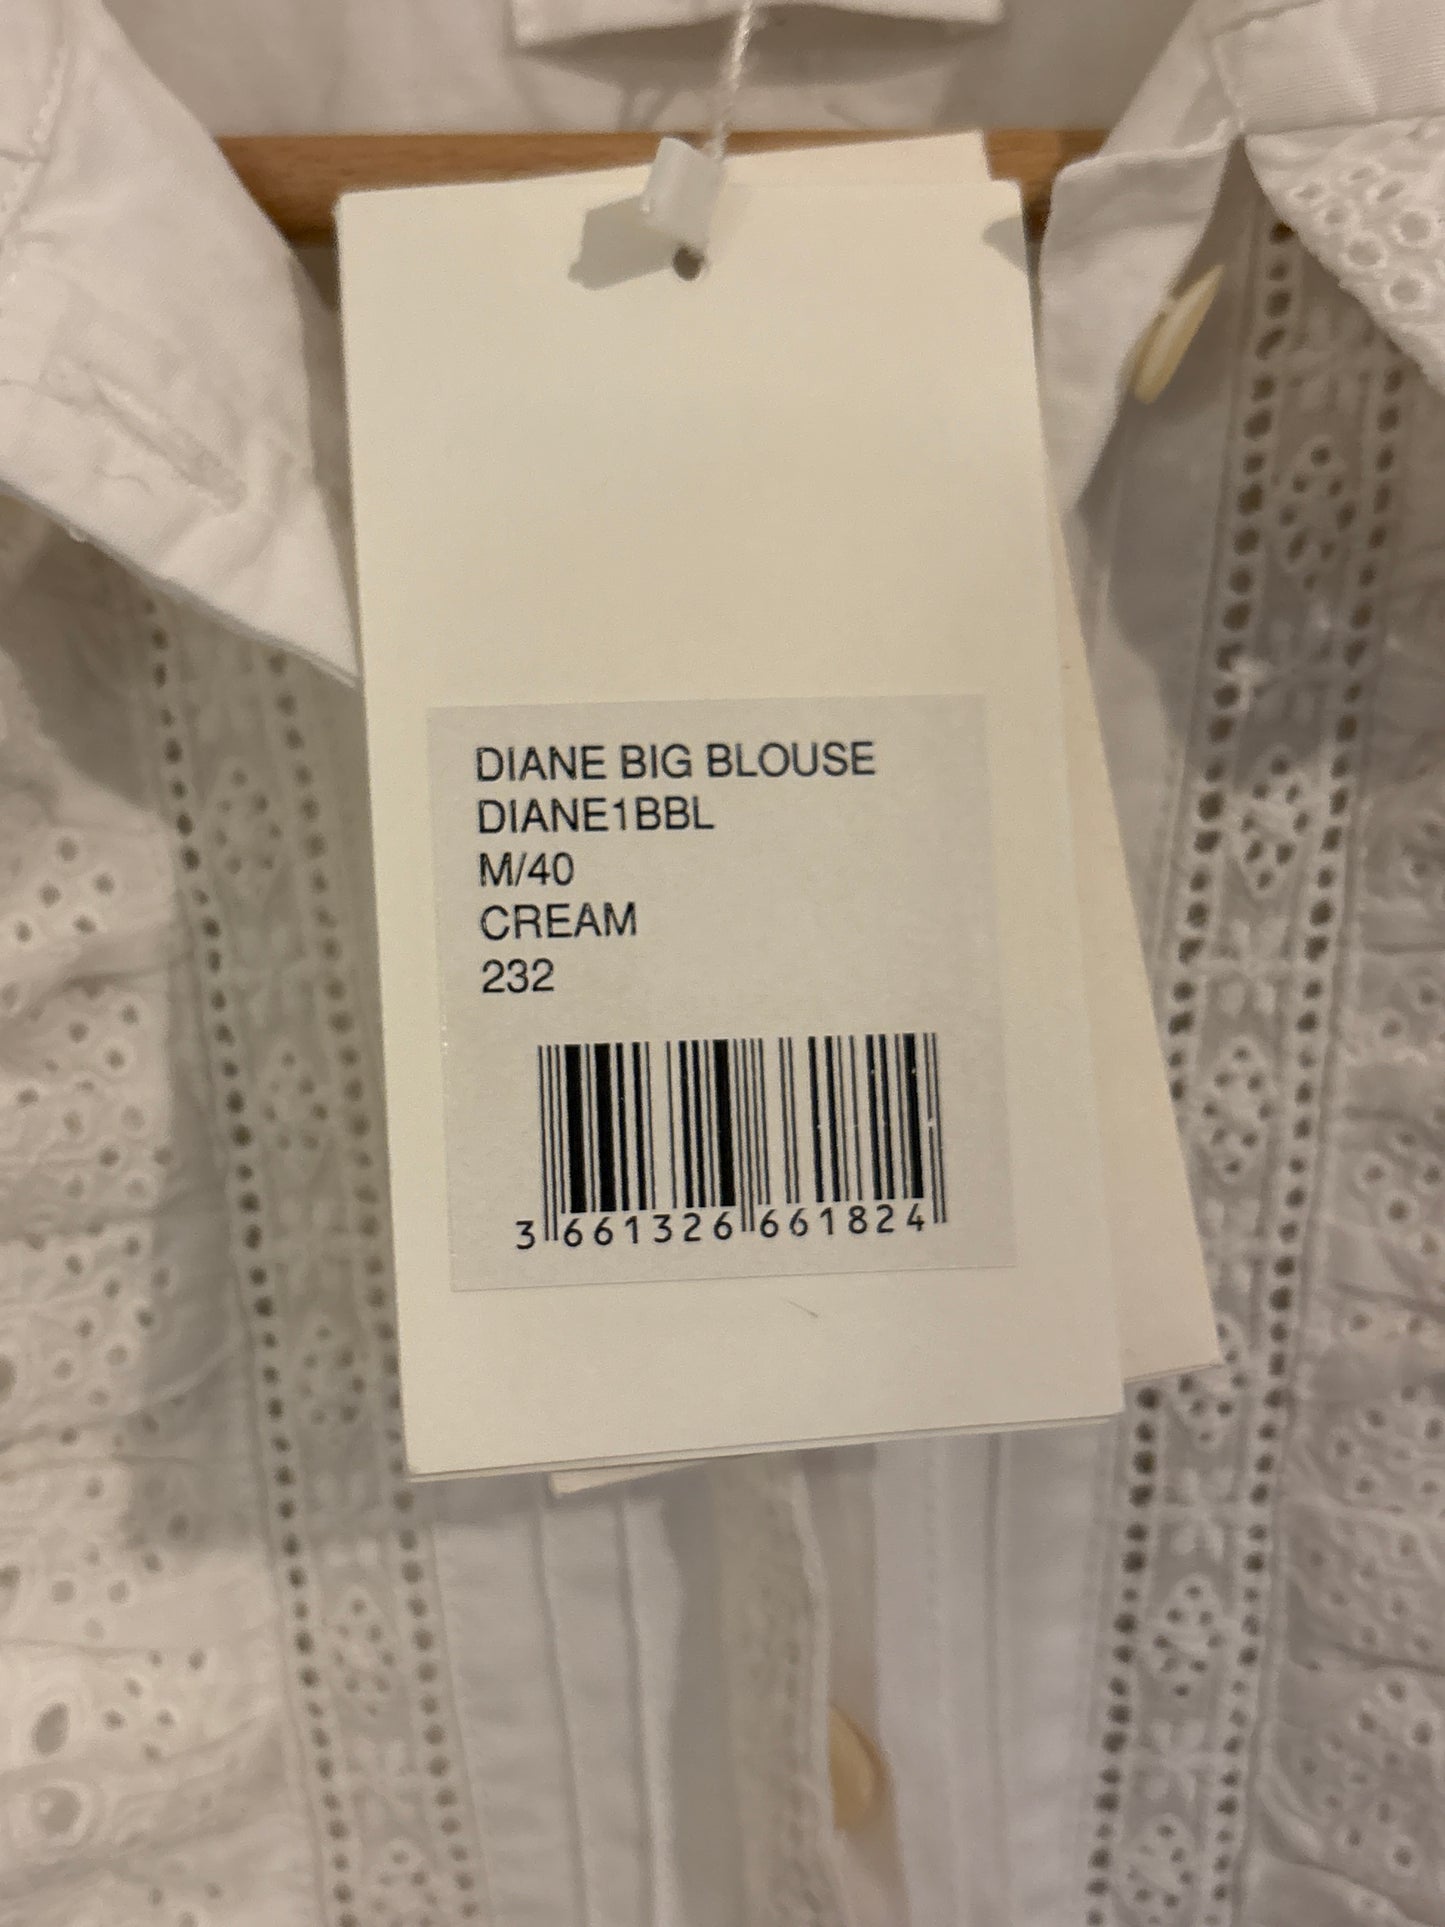 DIANE BIG BLOUSE
DIANE1BBL
M/40
CREAM
232
3 661326 661824